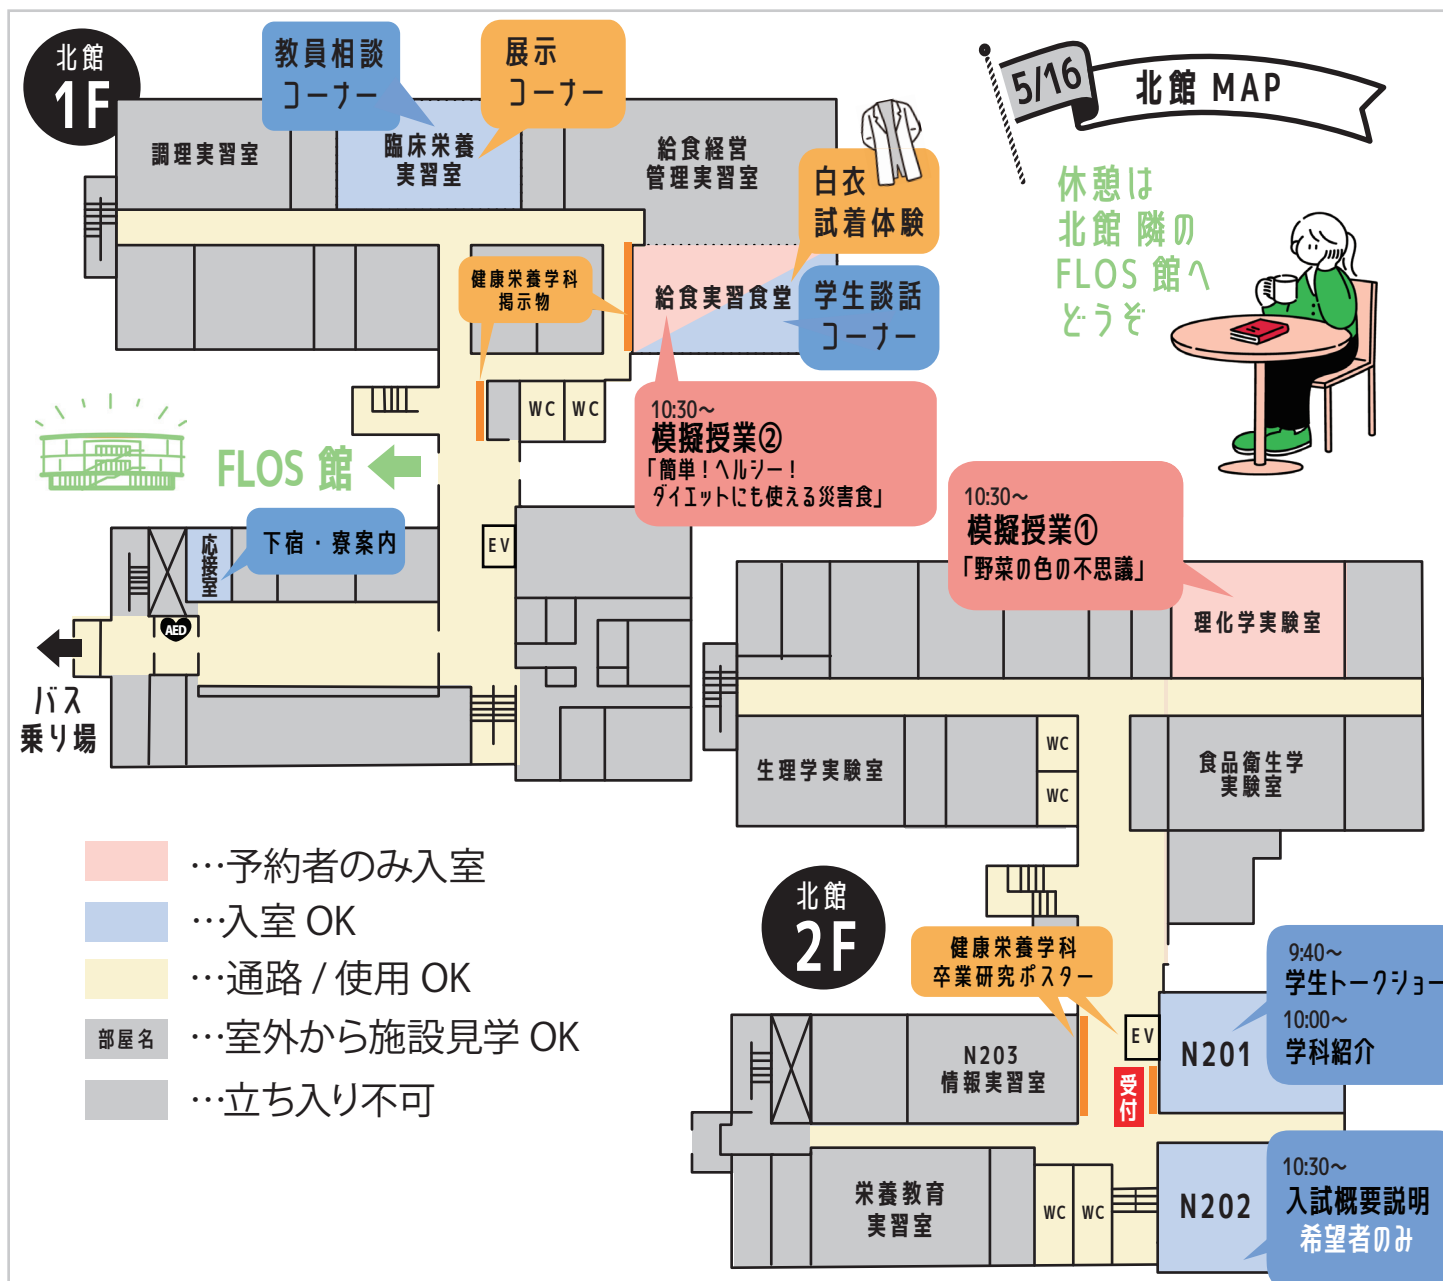 北館
1F
教員相談
コーナー
展示
コーナー
5/16
北館 MAP
調理実習室
臨床栄養
実習室
給食経営
管理実習室
白衣
試着体験
休憩は
北館 隣の
FLOS 館へ
どうぞ
健康栄養学科
掲示物
給食実習食堂
学生談話
コーナー
WC
WC
10:30～
模擬授業②
「簡単！ヘルシー！
ダイエットにも使える災害食」
FLOS 館
10:30～
模擬授業①
「野菜の色の不思議」
応接室
下宿・寮案内
EV
理化学実験室
AED
バス
乗り場
生理学実験室
WC
WC
食品衛生学
実験室
…予約者のみ入室
…入室 OK
…通路 / 使用 OK
部屋名 …室外から施設見学 OK
…立ち入り不可
北館
2F
健康栄養学科
卒業研究ポスター
9:40～
学生トークショー
10:00～
学科紹介
EV
N201
N203
情報実習室
受付
栄養教育
実習室
WC
WC
N202
10:30～
入試概要説明
希望者のみ